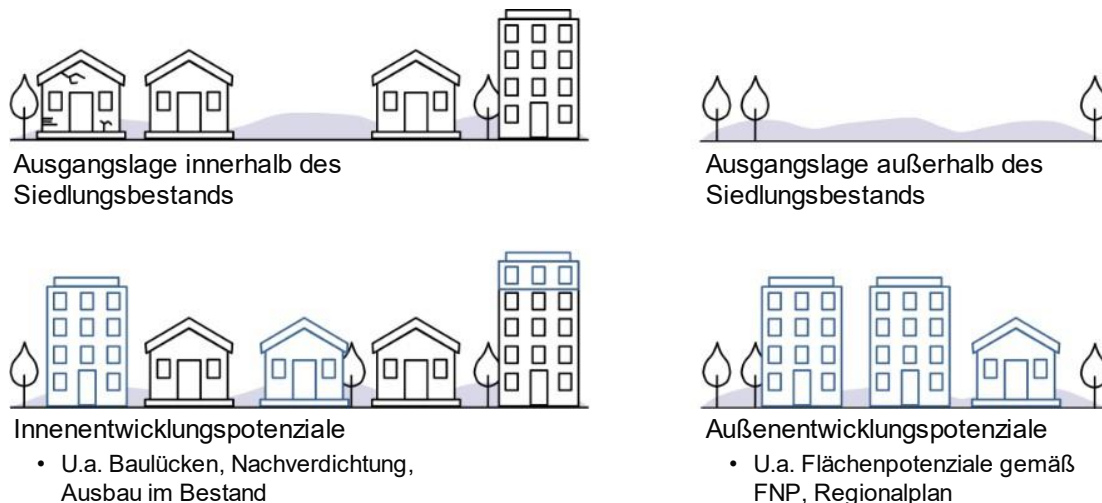 Ausgangslage innerhalb des
Siedlungsbestands
Ausgangslage außerhalb des
Siedlungsbestands
Innenentwicklungspotenziale
• U.a. Baulücken, Nachverdichtung,
Ausbau im Bestand
Außenentwicklungspotenziale
• U.a. Flächenpotenziale gemäß
FNP, Regionalplan